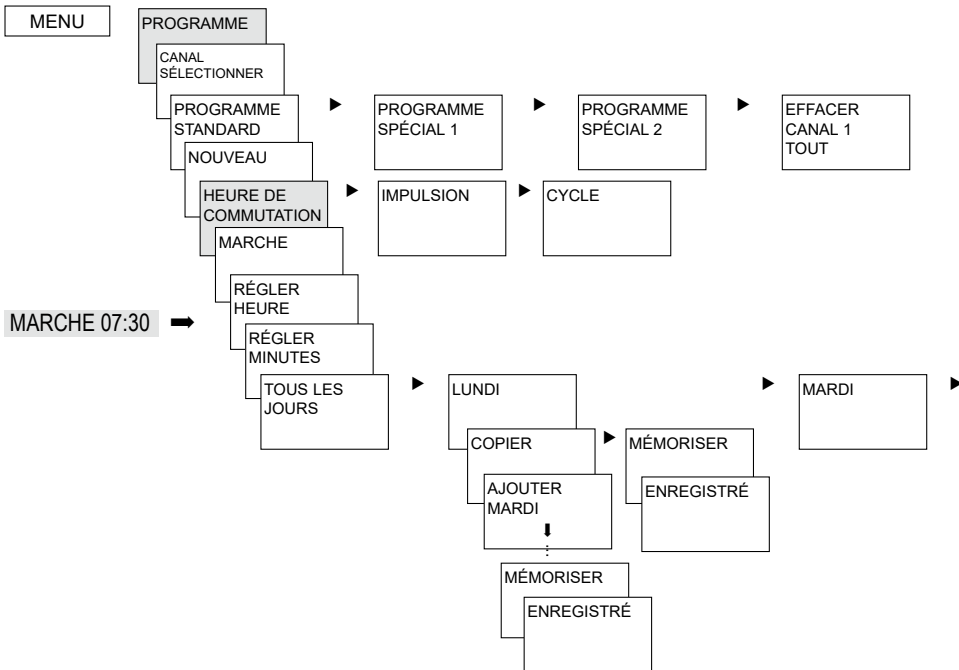 MENU
PROGRAMME
CANAL
SÉLECTIONNER
PROGRAMME
STANDARD
PROGRAMME
SPÉCIAL 1
PROGRAMME
SPÉCIAL 2
EFFACER
CANAL 1
TOUT
NOUVEAU
HEURE DE
COMMUTATION
IMPULSION
CYCLE
MARCHE
RÉGLER
HEURE
MARCHE 07:30
RÉGLER
MINUTES
TOUS LES
JOURS
LUNDI
MARDI
COPIER
MÉMORISER
AJOUTER
MARDI
ENREGISTRÉ
MÉMORISER
ENREGISTRÉ